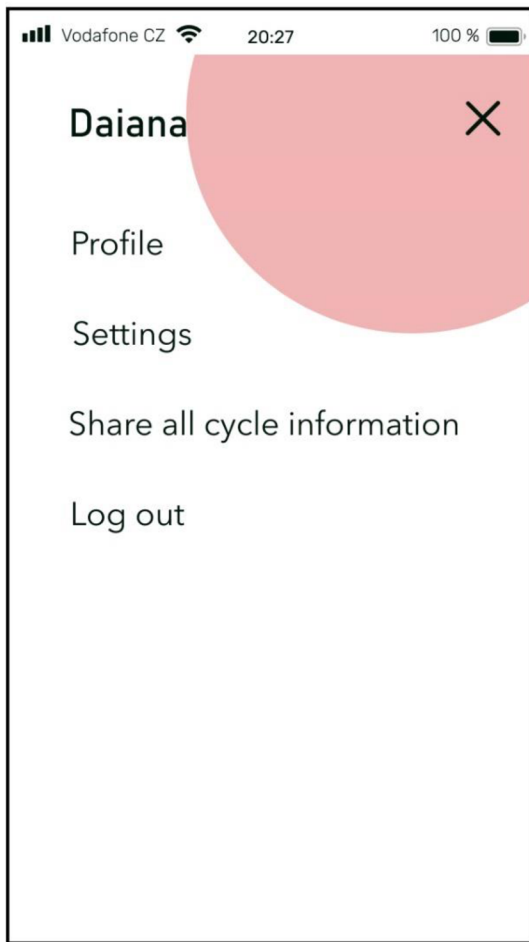 Vodafone CZ 20:27 100 %
Daiana
Profile
Settings
Share all cycle information
Log out